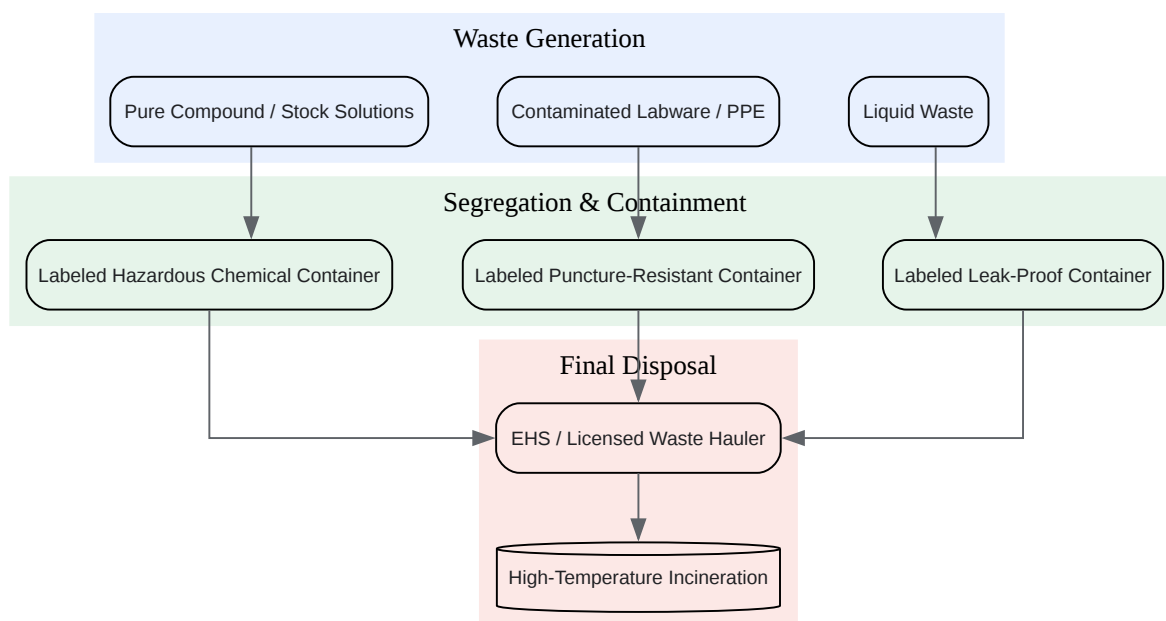 Waste Generation
Pure Compound / Stock Solutions
Contaminated Labware / PPE
Liquid Waste
Segregation & Containment
Labeled Hazardous Chemical Container
Labeled Puncture-Resistant Container
Labeled Leak-Proof Container
Final Disposal
EHS / Licensed Waste Hauler
High-Temperature Incineration